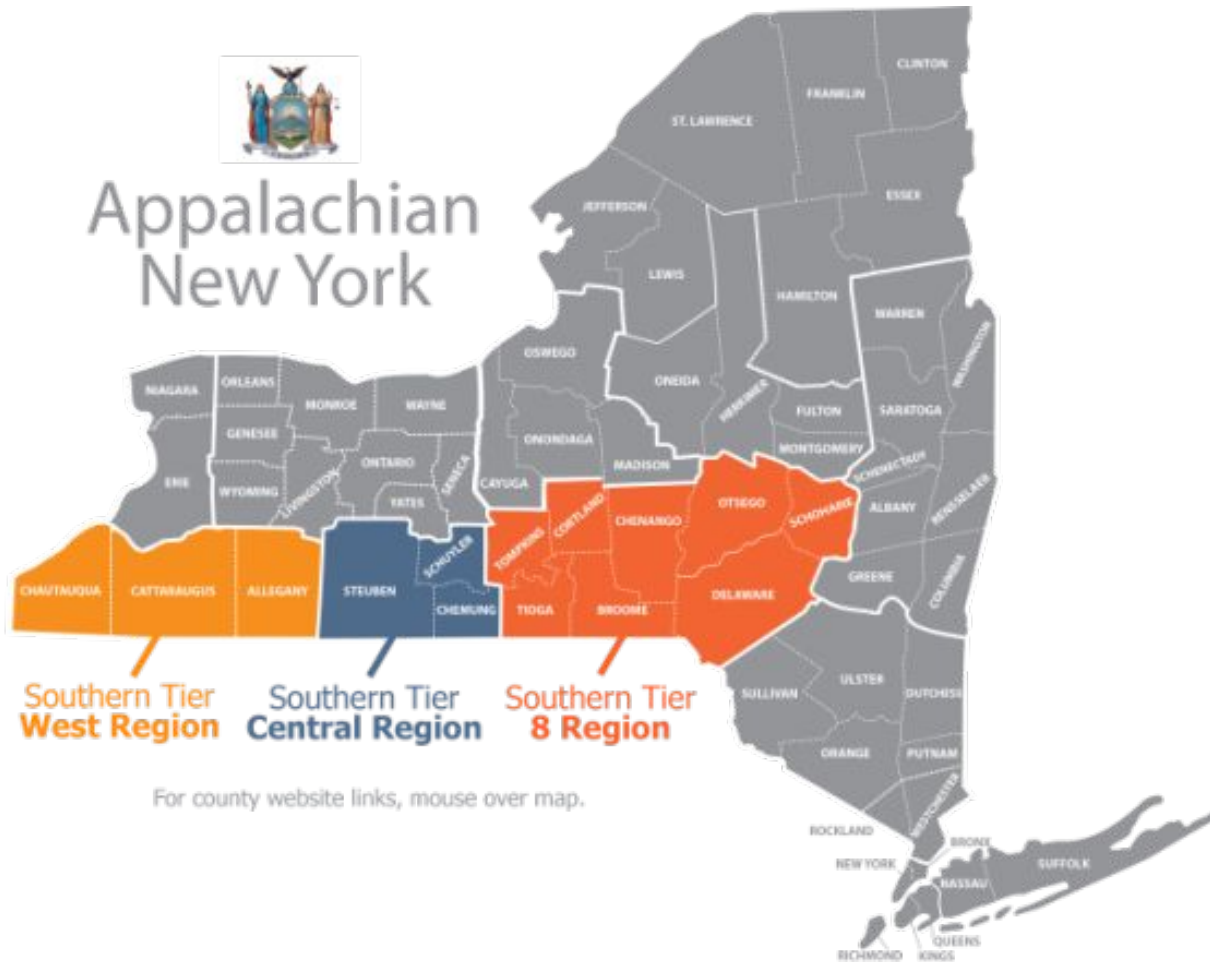 Appalachian
New York
CLINTON
FRANKLIN
ST. LAWRENCE
ESSEX
JEFFERSON
LEWIS
HAMILTON
WARREN
WASHINGTON
OSWEGO
ONEIDA
HERKIMER
NIAGARA
ORLEANS
MONROE
WAYNE
FULTON
SARATOGA
GENESEE
ONONDAGA
MONTGOMERY
ERIE
WYOMING
LIVINGSTON
ONTARIO
SENECA
CAYUGA
MADISON
SCHENECTADY
YATES
OTSEGO
SCHOHARIE
ALBANY
RENSSELAER
TOMPKINS
CORTLAND
CHENANGO
SCHUYLER
GREENE
COLUMBIA
CHAUTAUQUA
CATTARAUGUS
ALLEGANY
STEUBEN
CHEMUNG
TIOGA
BROOME
DELAWARE
Southern Tier
West Region
Southern Tier
Central Region
Southern Tier
8 Region
SULLIVAN
ULSTER
DUTCHESS
ORANGE
PUTNAM
For county website links, mouse over map.
WESTCHESTER
ROCKLAND
BRONX
NEW YORK
SUFFOLK
NASSAU
QUEENS
RICHMOND
KINGS